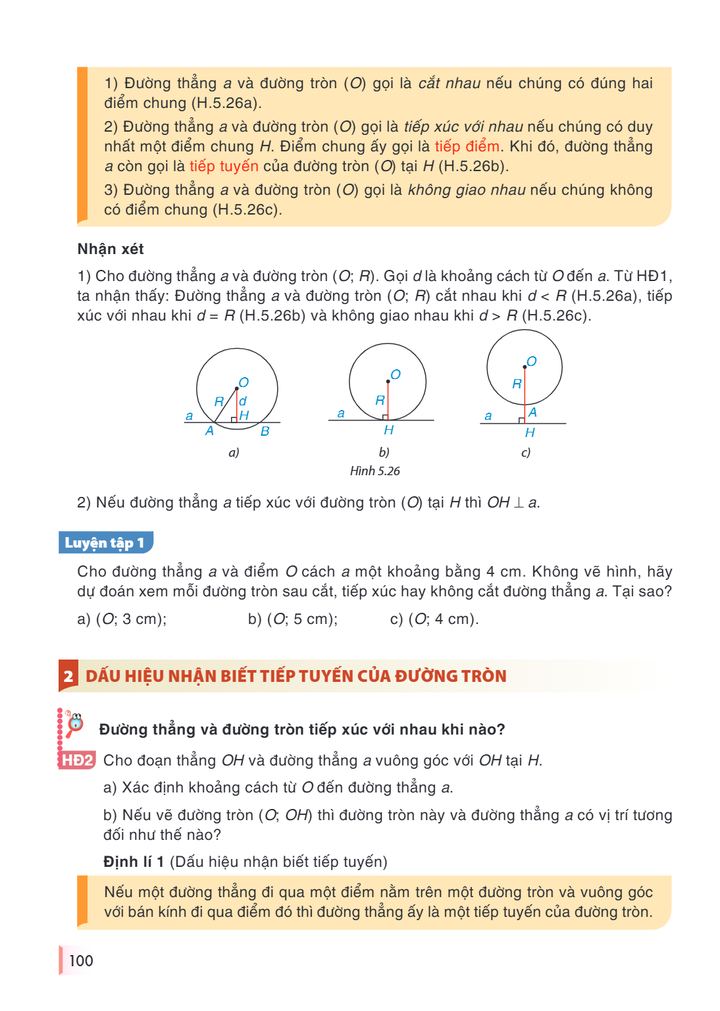 1) Đường thẳng a và đường tròn (O) gọi là cắt nhau nếu chúng có đúng hai
điểm chung (H.5.26a).
2) Đường thẳng a và đường tròn (O) gọi là tiếp xúc với nhau nếu chúng có duy
nhất một điểm chung H. Điểm chung ấy gọi là tiếp điểm. Khi đó, đường thẳng
a còn gọi là tiếp tuyến của đường tròn (O) tại H (H.5.26b).
3) Đường thẳng a và đường tròn (O) gọi là không giao nhau nếu chúng không
có điểm chung (H.5.26c).
Nhận xét
1) Cho đường thẳng a và đường tròn (O; R). Gọi d là khoảng cách từ O đến a. Từ HĐ1,
ta nhận thấy: Đường thẳng a và đường tròn (O; R) cắt nhau khi d < R (H.5.26a), tiếp
xúc với nhau khi d = R (H.5.26b) và không giao nhau khi d > R (H.5.26c).
O
R d
a H
A B
a)
O
R
a
H
b)
O
R
a A
H
c)
Hình 5.26
2) Nếu đường thẳng a tiếp xúc với đường tròn (O) tại H thì OH ⊥ a.
Luyện tập 1
Cho đường thẳng a và điểm O cách a một khoảng bằng 4 cm. Không vẽ hình, hãy
dự đoán xem mỗi đường tròn sau cắt, tiếp xúc hay không cắt đường thẳng a. Tại sao?
a) (O; 3 cm); b) (O; 5 cm); c) (O; 4 cm).
2 DẤU HIỆU NHẬN BIẾT TIẾP TUYẾN CỦA ĐƯỜNG TRÒN
Đường thẳng và đường tròn tiếp xúc với nhau khi nào?
HĐ2 Cho đoạn thẳng OH và đường thẳng a vuông góc với OH tại H.
a) Xác định khoảng cách từ O đến đường thẳng a.
b) Nếu vẽ đường tròn (O; OH) thì đường tròn này và đường thẳng a có vị trí tương
đối như thế nào?
Định lí 1 (Dấu hiệu nhận biết tiếp tuyến)
Nếu một đường thẳng đi qua một điểm nằm trên một đường tròn và vuông góc
với bán kính đi qua điểm đó thì đường thẳng ấy là một tiếp tuyến của đường tròn.
100